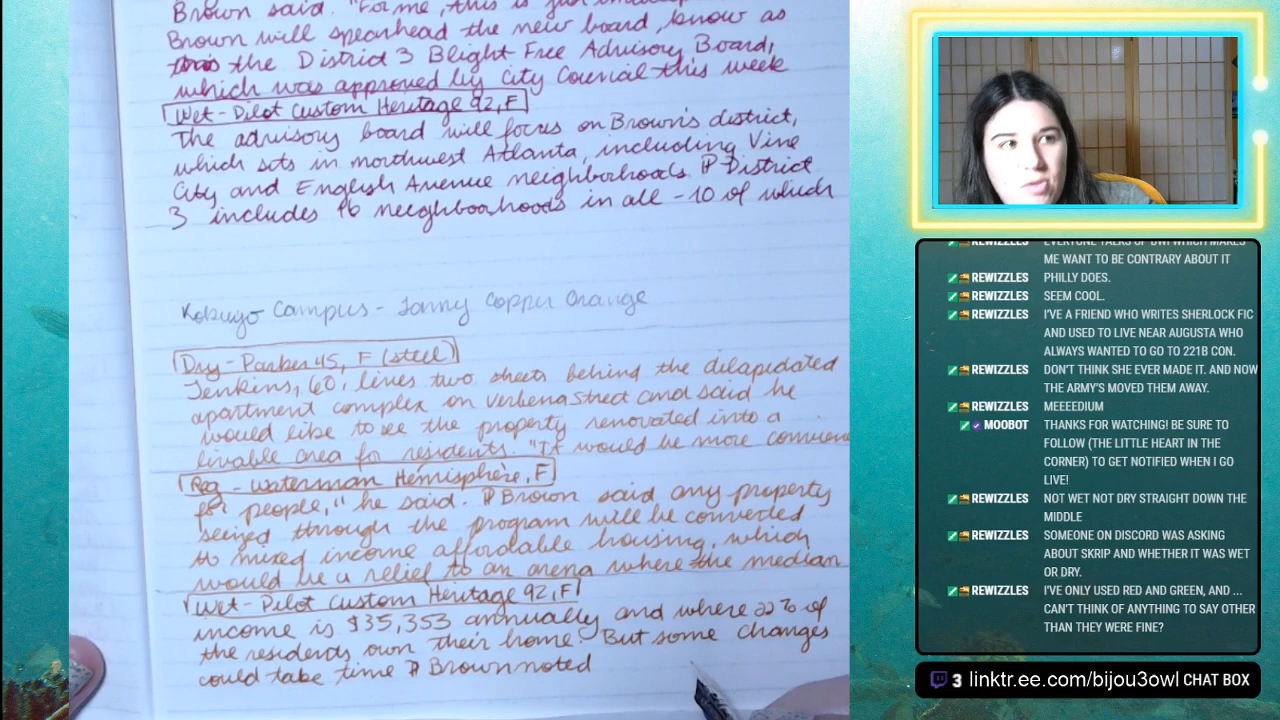 Brown said. "For me, this is just
Brown will spearhead the new board, know as
the District 3 Blight Free Advisory Board,
which was approved by City Council this week
Wet-Pilot Custom Heritage 92, F
The advisory board will focus on Brown's district,
which sits in northwest Atlanta, including Vine
City and English Avenue neighborhoods. District
3 includes 16 neighborhoods in all - 10 of which
Kobuyo Campus - Tanny Copper Orange
Dry-Parker 45, F (steel)
Jenkins, 60, lives two streets behind the dilapidated
apartment complex on Verbena Street and said he
would like to see the property renovated into a
livable area for residents. "It would be more
Reg - Waterman Hemisphere, F
for people," he said. Brown said any property
seized through the program will be converted
to mixed income affordable housing, which
would be a relief to an area where the median
Wet-Pilot Custom Heritage 92, F
income is $35,353 annually and where 22% of
the residents own their home. But some changes
could take time Brown noted
REWIZZLES EVERYONE TALKS UP DWI WHICH MAKES
ME WANT TO BE CONTRARY ABOUT IT
REWIZZLES PHILLY DOES.
REWIZZLES SEEM COOL.
REWIZZLES I'VE A FRIEND WHO WRITES SHERLOCK FIC
AND USED TO LIVE NEAR AUGUSTA WHO
ALWAYS WANTED TO GO TO 221B CON.
REWIZZLES DON'T THINK SHE EVER MADE IT. AND NOW
THE ARMY'S MOVED THEM AWAY.
REWIZZLES MEEEEDIUM
MOOBOT THANKS FOR WATCHING! BE SURE TO
FOLLOW (THE LITTLE HEART IN THE
CORNER) TO GET NOTIFIED WHEN I GO
LIVE!
REWIZZLES NOT WET NOT DRY STRAIGHT DOWN THE
MIDDLE
REWIZZLES SOMEONE ON DISCORD WAS ASKING
ABOUT SKRIP AND WHETHER IT WAS WET
OR DRY.
REWIZZLES I'VE ONLY USED RED AND GREEN, AND ...
CAN'T THINK OF ANYTHING TO SAY OTHER
THAN THEY WERE FINE?
3 linktr.ee.com/bijou3owl CHAT BOX